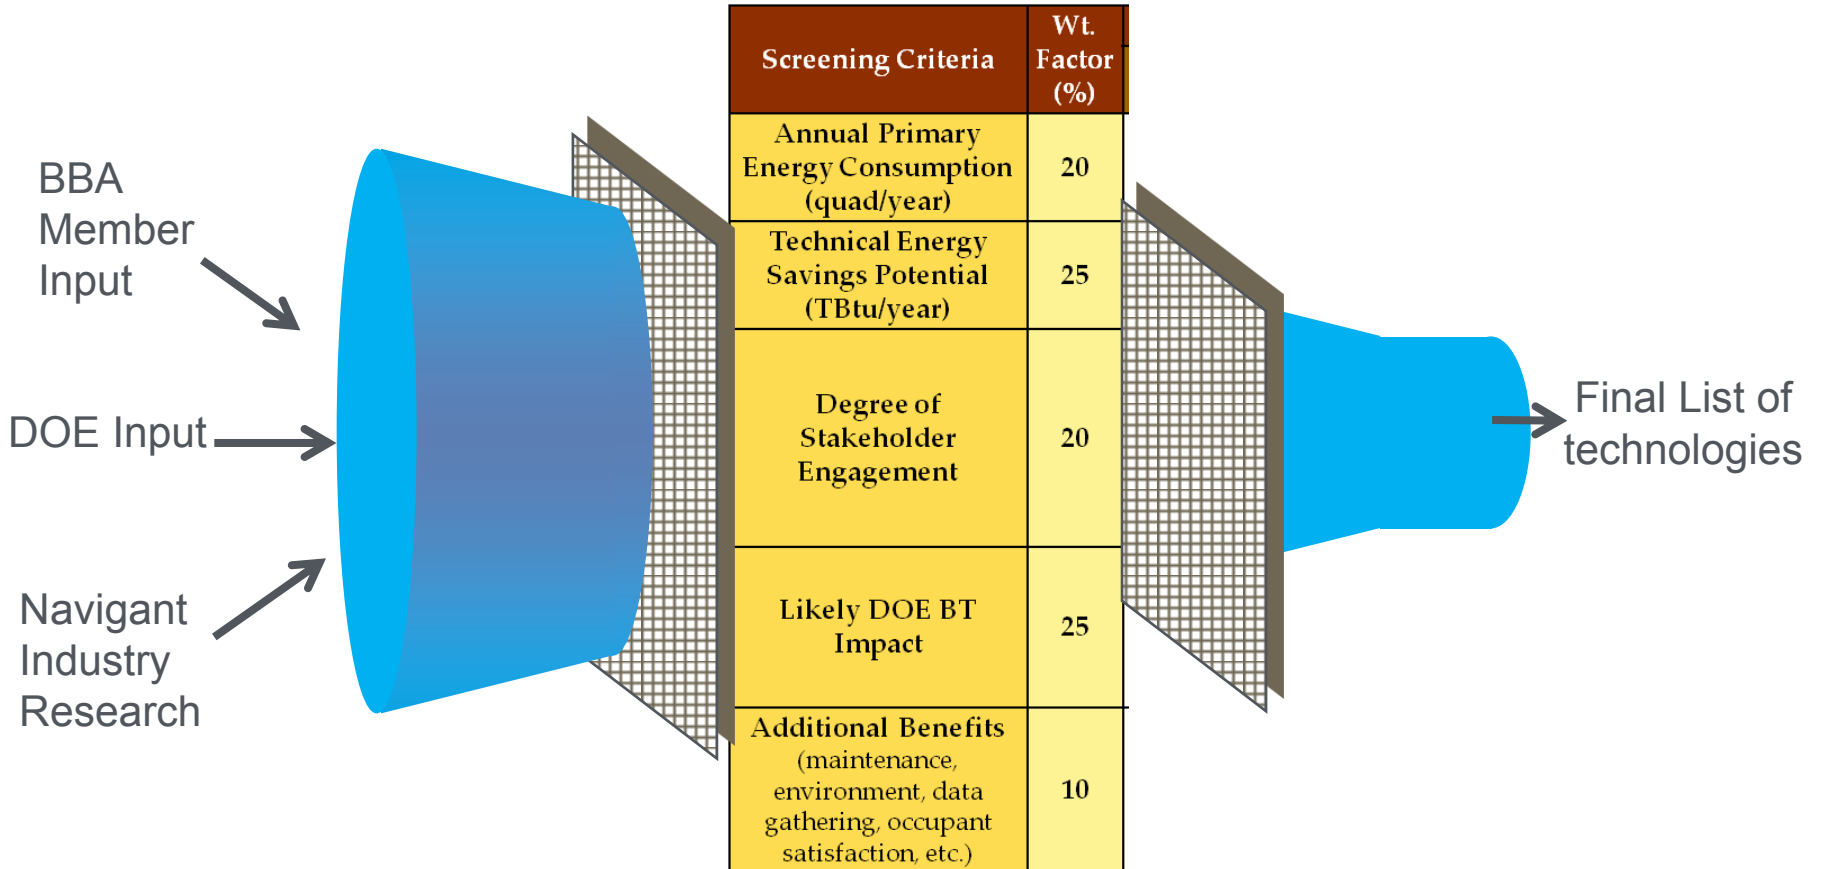 BBA
Member
Input
DOE Input
Navigant
Industry
Research
Screening Criteria
Wt.
Factor
(%)
Annual Primary
Energy Consumption
(quad/year)
20
Technical Energy
Savings Potential
(TBtu/year)
25
Degree of
Stakeholder
Engagement
20
Likely DOE BT
Impact
25
Additional Benefits
(maintenance,
environment, data
gathering, occupant
satisfaction, etc.)
10
Final List of
technologies